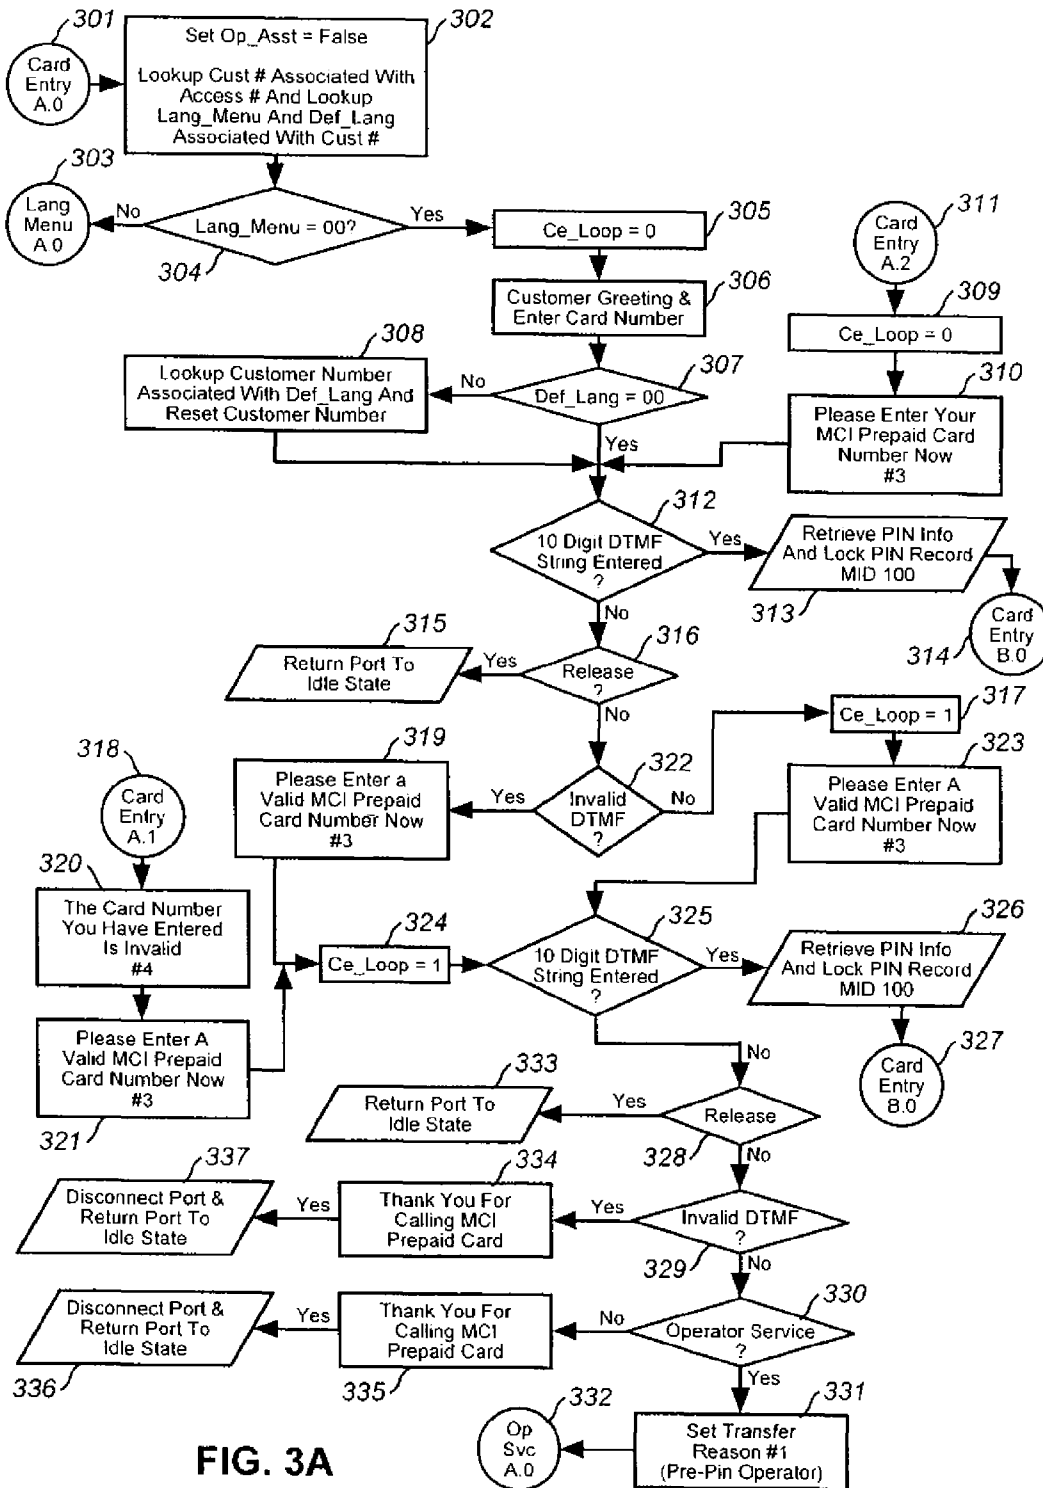 301
Card
Entry
A.0
302
Set Op_Asst = False
Lookup Cust # Associated With
Access # And Lookup
Lang_Menu And Def_Lang
Associated With Cust #
303
Lang
Menu
A.0
No
Lang_Menu = 00?
304
Yes
Ce_Loop = 0
305
311
Card
Entry
A.2
Customer Greeting &
Enter Card Number
306
309
Ce_Loop = 0
308
Lookup Customer Number
Associated With Def_Lang And
Reset Customer Number
No
Def_Lang = 00
307
Yes
310
Please Enter Your
MCI Prepaid Card
Number Now
#3
312
10 Digit DTMF
String Entered
?
Yes
Retrieve PIN Info
And Lock PIN Record
MID 100
313
Card
Entry
B.0
314
No
315
Return Port To
Idle State
Yes
316
Release
?
No
Ce_Loop = 1
317
318
Card
Entry
A.1
319
Please Enter a
Valid MCI Prepaid
Card Number Now
#3
Yes
322
Invalid
DTMF
?
No
323
Please Enter A
Valid MCI Prepaid
Card Number Now
#3
320
The Card Number
You Have Entered
Is Invalid
#4
324
Ce_Loop = 1
325
10 Digit DTMF
String Entered
?
Yes
326
Retrieve PIN Info
And Lock PIN Record
MID 100
Please Enter A
Valid MCI Prepaid
Card Number Now
#3
321
No
327
Card
Entry
B.0
333
Return Port To
Idle State
Yes
Release
328
No
337
Disconnect Port &
Return Port To
Idle State
Yes
334
Thank You For
Calling MCI
Prepaid Card
Yes
Invalid DTMF
?
329
No
Disconnect Port &
Return Port To
Idle State
336
Yes
Thank You For
Calling MCI
Prepaid Card
335
No
330
Operator Service
?
Yes
332
Op
Svc
A.0
331
Set Transfer
Reason #1
(Pre-Pin Operator)
FIG. 3A